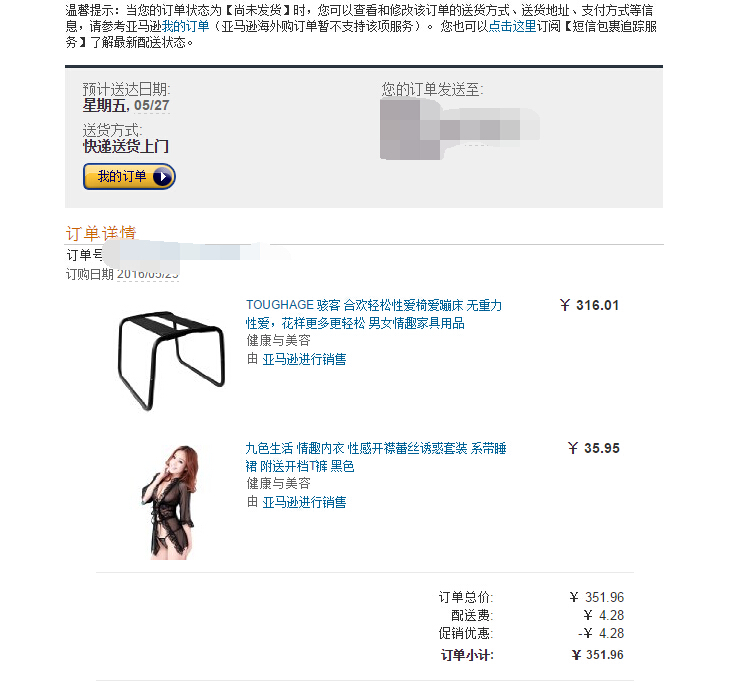 温馨提示：当您的订单状态为【尚未发货】时，您可以查看和修改该订单的送货方式、送货地址、支付方式等信
息，请参考亚马逊我的订单（亚马逊海外购订单暂不支持该项服务）。 您也可以点击这里订阅【短信包裹追踪服
务】了解最新配送状态。
预计送达日期:
星期五, 05/27
送货方式:
快递送货上门
我的订单
您的订单发送至:
订单详情
订单号
订购日期 2016/05/25
TOUGHAGE 骇客 合欢轻松性爱椅爱蹦床 无重力
性爱，花样更多更轻松 男女情趣家具用品
健康与美容
由 亚马逊进行销售
￥ 316.01
九色生活 情趣内衣 性感开襟蕾丝诱惑套装 系带睡
裙 附送开档T裤 黑色
健康与美容
由 亚马逊进行销售
￥ 35.95
订单总价: ￥ 351.96
配送费: ￥ 4.28
促销优惠: -￥ 4.28
订单小计: ￥ 351.96